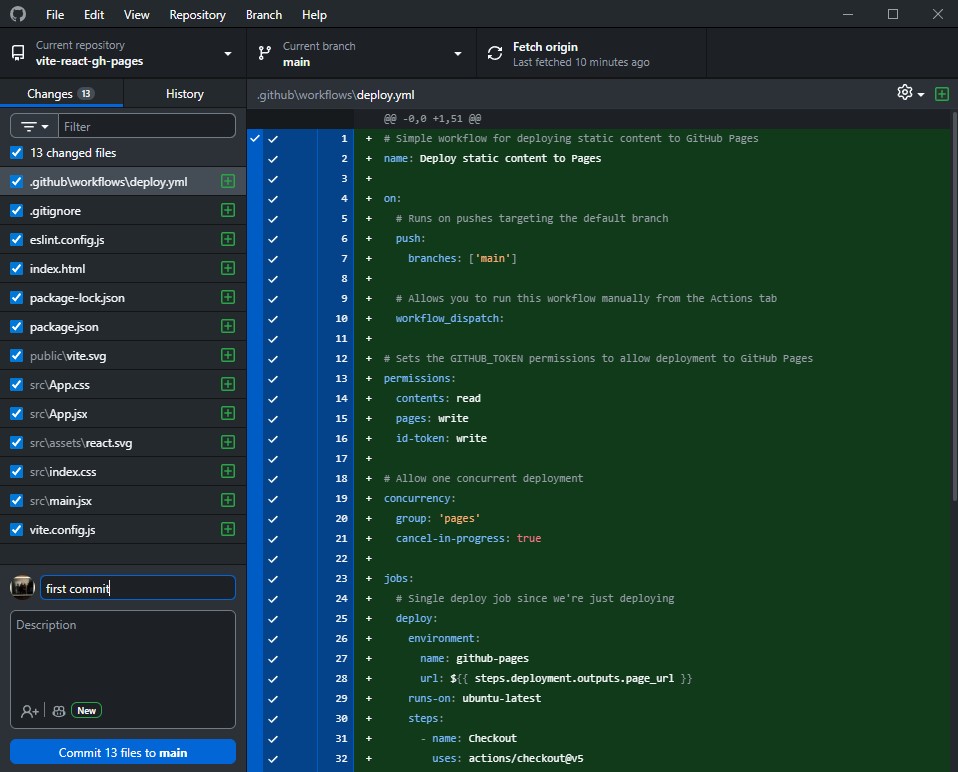 File Edit View Repository Branch Help
Current repository
vite-react-gh-pages
Current branch
main
Fetch origin
Last fetched 10 minutes ago
Changes 13
History
Filter
13 changed files
.github\workflows\deploy.yml
.gitignore
eslint.config.js
index.html
package-lock.json
package.json
public\vite.svg
src\App.css
src\App.jsx
src\assets\react.svg
src\index.css
src\main.jsx
vite.config.js
first commit
Description
New
Commit 13 files to main
.github\workflows\deploy.yml
@@ -0,0 +1,51 @@
1 + # Simple workflow for deploying static content to GitHub Pages
2 + name: Deploy static content to Pages
3 +
4 + on:
5 + # Runs on pushes targeting the default branch
6 + push:
7 + branches: ['main']
8 +
9 + # Allows you to run this workflow manually from the Actions tab
10 + workflow_dispatch:
11 +
12 + # Sets the GITHUB_TOKEN permissions to allow deployment to GitHub Pages
13 + permissions:
14 + contents: read
15 + pages: write
16 + id-token: write
17 +
18 + # Allow one concurrent deployment
19 + concurrency:
20 + group: 'pages'
21 + cancel-in-progress: true
22 +
23 + jobs:
24 + # Single deploy job since we're just deploying
25 + deploy:
26 + environment:
27 + name: github-pages
28 + url: ${{ steps.deployment.outputs.page_url }}
29 + runs-on: ubuntu-latest
30 + steps:
31 + - name: Checkout
32 + uses: actions/checkout@v5